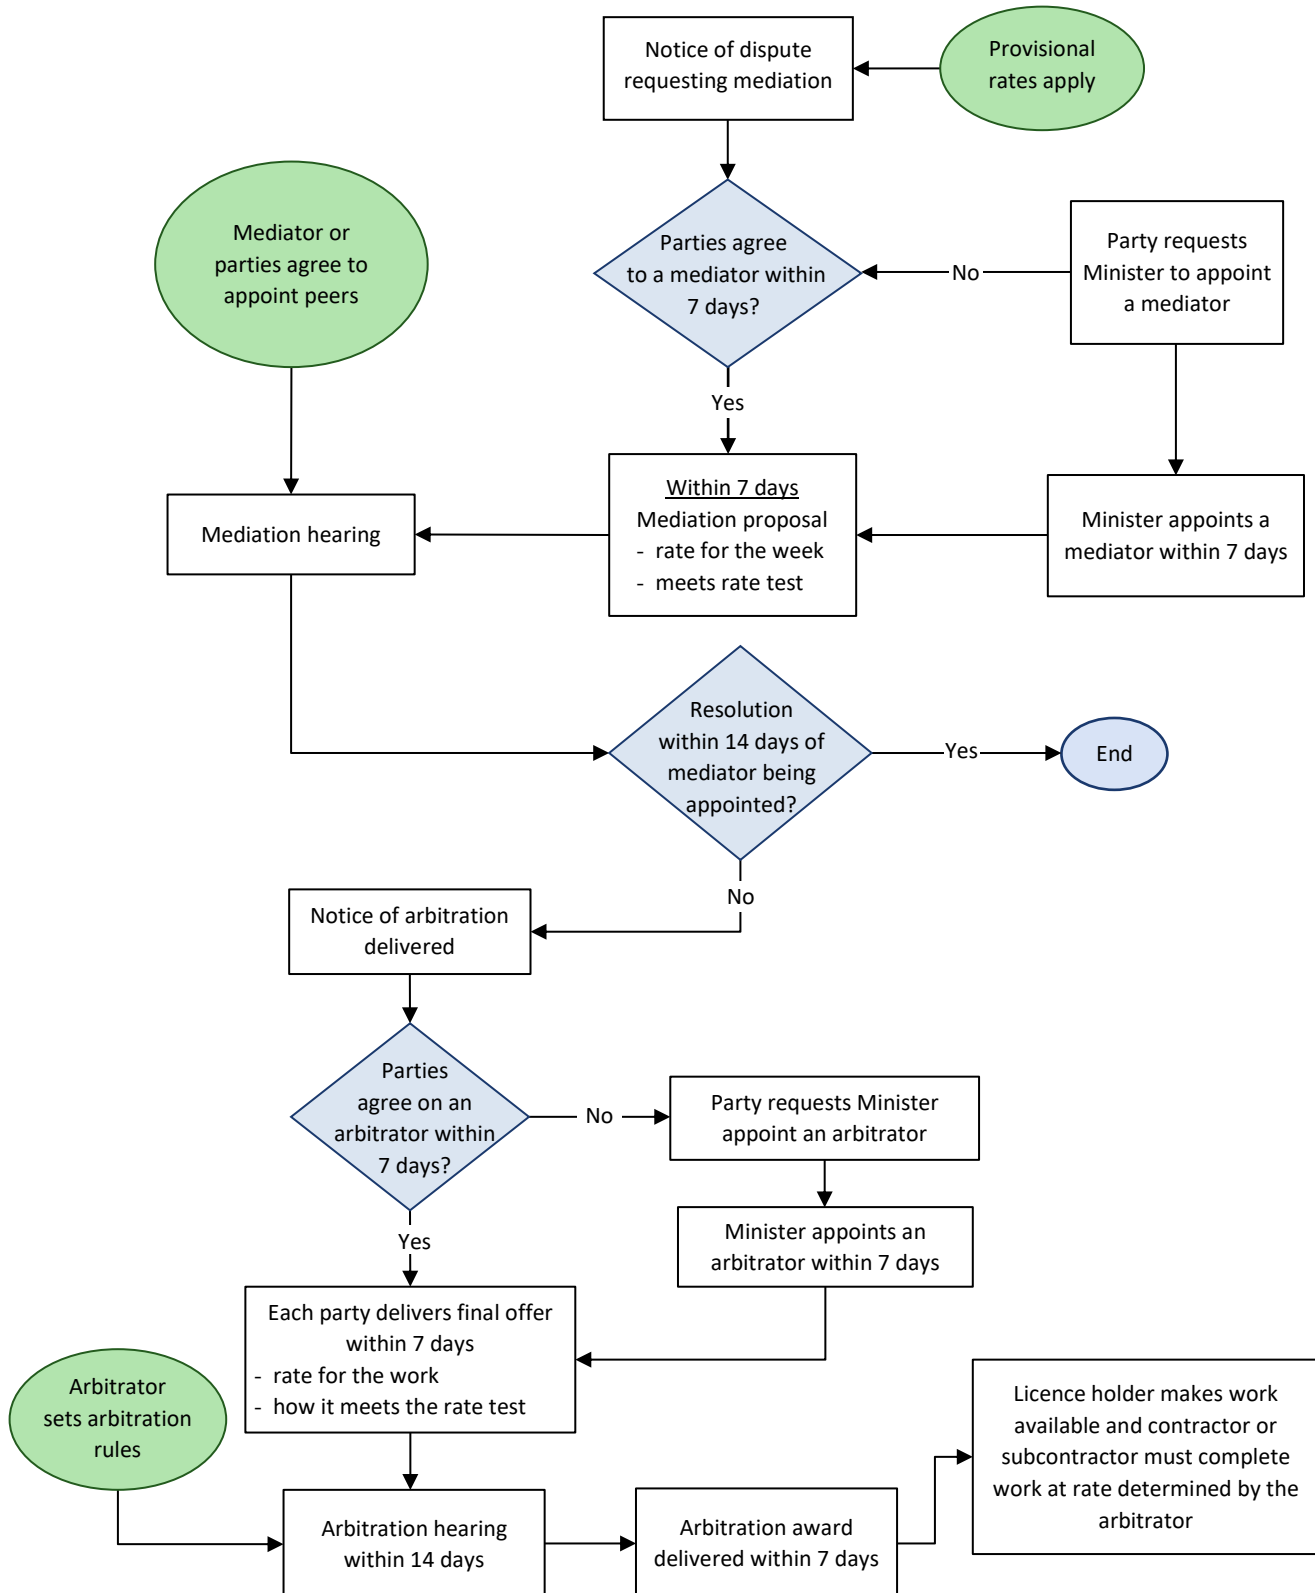 Notice of dispute
requesting mediation
Provisional
rates apply
Mediator or
parties agree to
appoint peers
Parties agree
to a mediator within
7 days?
No
Party requests
Minister to appoint
a mediator
Yes
Mediation hearing
Within 7 days
Mediation proposal
- rate for the week
- meets rate test
Minister appoints a
mediator within 7 days
Resolution
within 14 days of
mediator being
appointed?
Yes
End
No
Notice of arbitration
delivered
Parties
agree on an
arbitrator within
7 days?
No
Party requests Minister
appoint an arbitrator
Minister appoints an
arbitrator within 7 days
Yes
Each party delivers final offer
within 7 days
- rate for the work
- how it meets the rate test
Arbitrator
sets arbitration
rules
Arbitration hearing
within 14 days
Arbitration award
delivered within 7 days
Licence holder makes work
available and contractor or
subcontractor must complete
work at rate determined by the
arbitrator